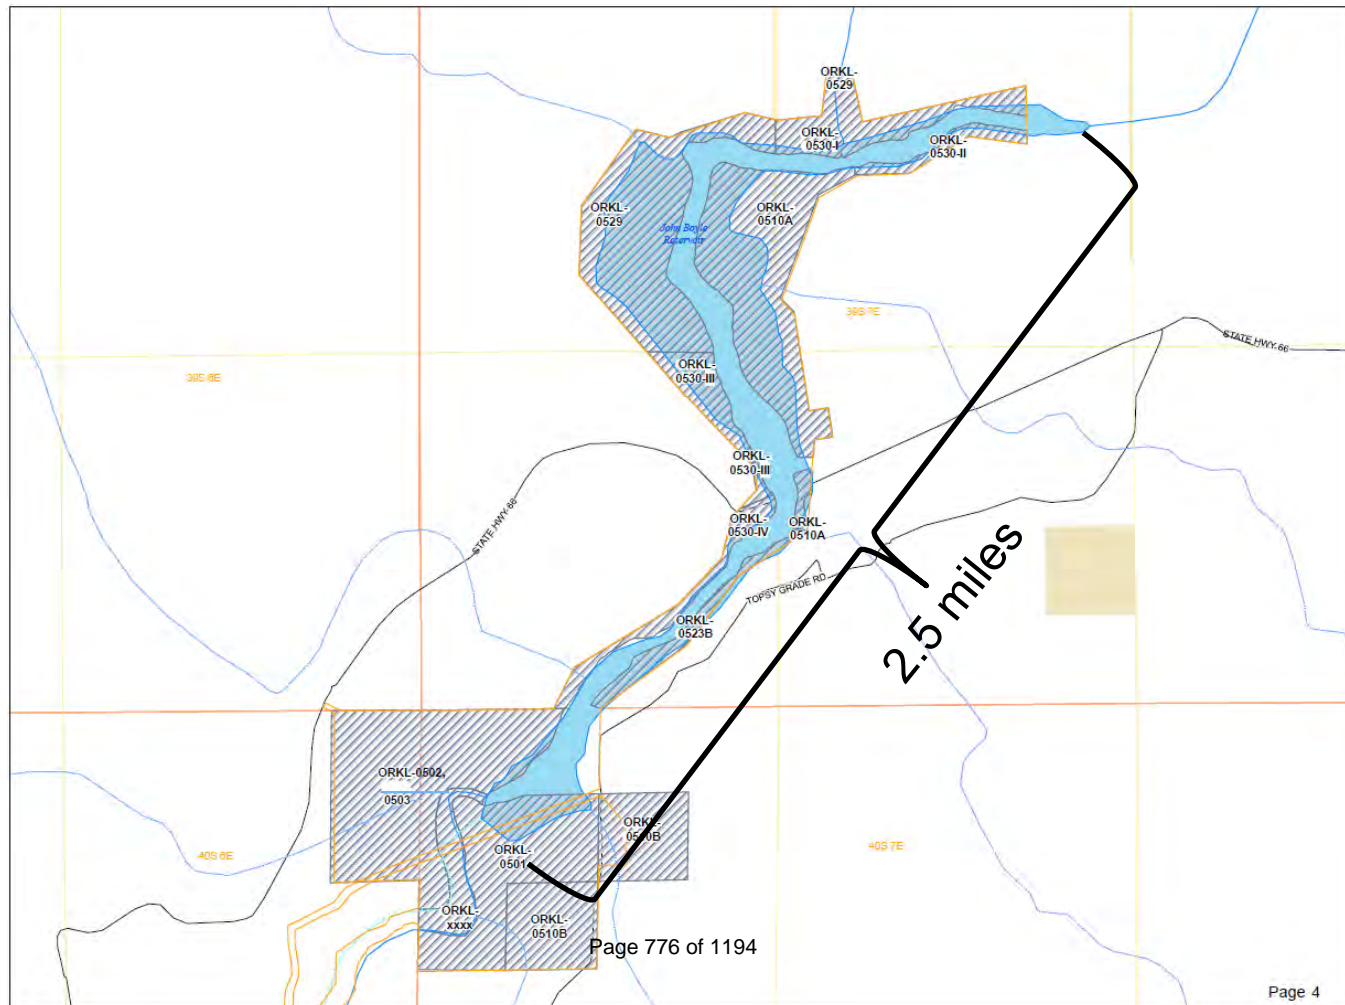 ORKL-
0529
ORKL-
0530-I
ORKL-
0530-II
ORKL-
0529
ORKL-
0510A
John Boyle
Reservoir
39S 7E
STATE HWY 66
39S 6E
ORKL-
0530-III
ORKL-
0530-III
STATE HWY 66
ORKL-
0530-IV
ORKL-
0510A
TOPSY GRADE RD
2.5 miles
ORKL-
0523B
ORKL-0502,
0503
ORKL-
0510B
ORKL-
0501
40S 6E
40S 7E
ORKL-
xxxx
ORKL-
0510B
Page 776 of 1194
Page 4